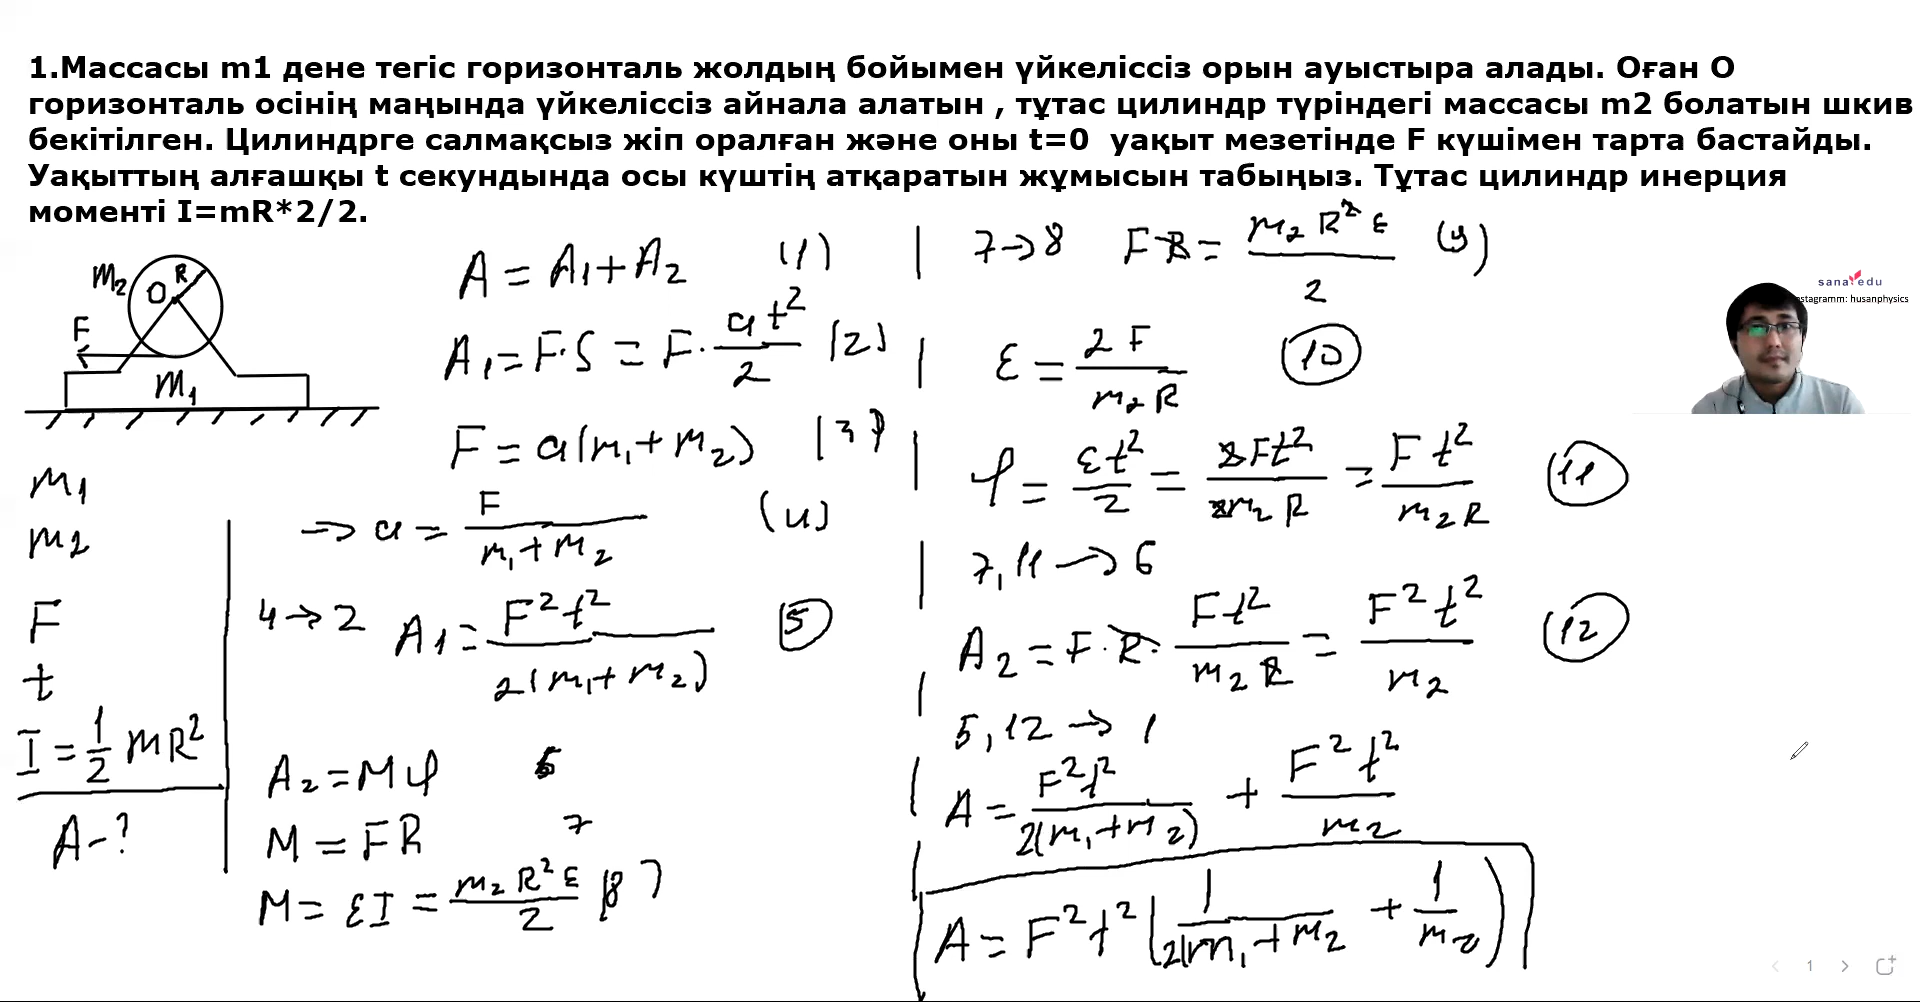 1.Массасы m1 дене тегіс горизонталь жолдың бойымен үйкеліссіз орын ауыстыра алады. Оған О
горизонталь осінің маңында үйкеліссіз айнала алатын , тұтас цилиндр түріндегі массасы m2 болатын шкив
бекітілген. Цилиндрге салмақсыз жіп оралған және оны t=0  уақыт мезетінде F күшімен тарта бастайды.
Уақыттың алғашқы t секундында осы күштің атқаратын жұмысын табыңыз. Тұтас цилиндр инерция
моменті I=mR*2/2.
m₂ O R
F
m₁
m₁
m₂
F
t
I = 1/2 mR²
A-?
A = A₁ + A₂ (1)
A₁ = F·S = F · at²/2 (2)
F = a(m₁+m₂) (3)
→ a = F/(m₁+m₂) (4)
4→2 A₁ = F²t²/2(m₁+m₂) 5
A₂ = Mφ 6
M = FR 7
M = εI = m₂R²ε/2 (8)
7→8 FR = m₂R²ε/2 (9)
ε = 2F/m₂R 10
φ = εt²/2 = 2Ft²/2m₂R = Ft²/m₂R 11
7,11→6
A₂ = F·R· Ft²/m₂R = F²t²/m₂ 12
5,12→1
A = F²t²/2(m₁+m₂) + F²t²/m₂
A = F²t² (1/2(m₁+m₂ + 1/m₂)
sana edu
nstagramm: husanphysics
1